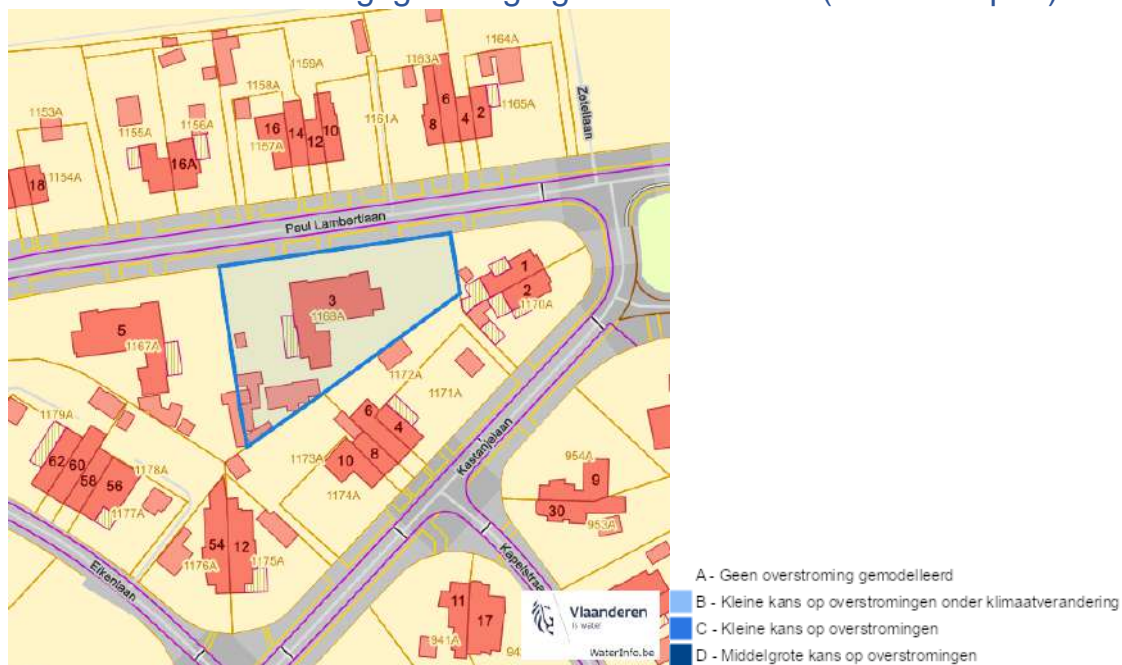 1164A
1159A
1163A
1158A
6
1153A
1155A
1156A
1161A
1165A
2
4
8
16
14
10
12
1157A
16A
18
1154A
Zotellaan
Paul Lambertlaan
1
2
1170A
3
1168A
5
1167A
1172A
1171A
6
4
8
10
1173A
1174A
Kastanjelaan
1179A
62
60
58
56
1178A
1177A
954A
9
30
953A
54
12
1176A
1175A
Eikenlaan
11
17
941A
Vlaanderen
is water
WaterInfo.be
A - Geen overstroming gemodelleerd
B - Kleine kans op overstromingen onder klimaatverandering
C - Kleine kans op overstromingen
D - Middelgrote kans op overstromingen